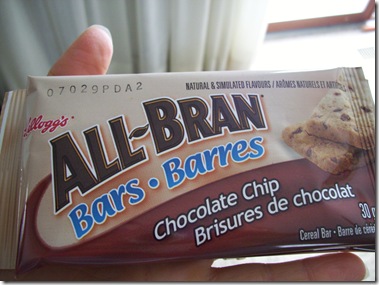 07029PDA2
NATURAL & SIMULATED FLAVOURS / ARÔMES NATURELS ET
Kellogg's
ALL-BRAN
Bars • Barres
Chocolate Chip
Brisures de chocolat
30
Cereal Bar • Barre de